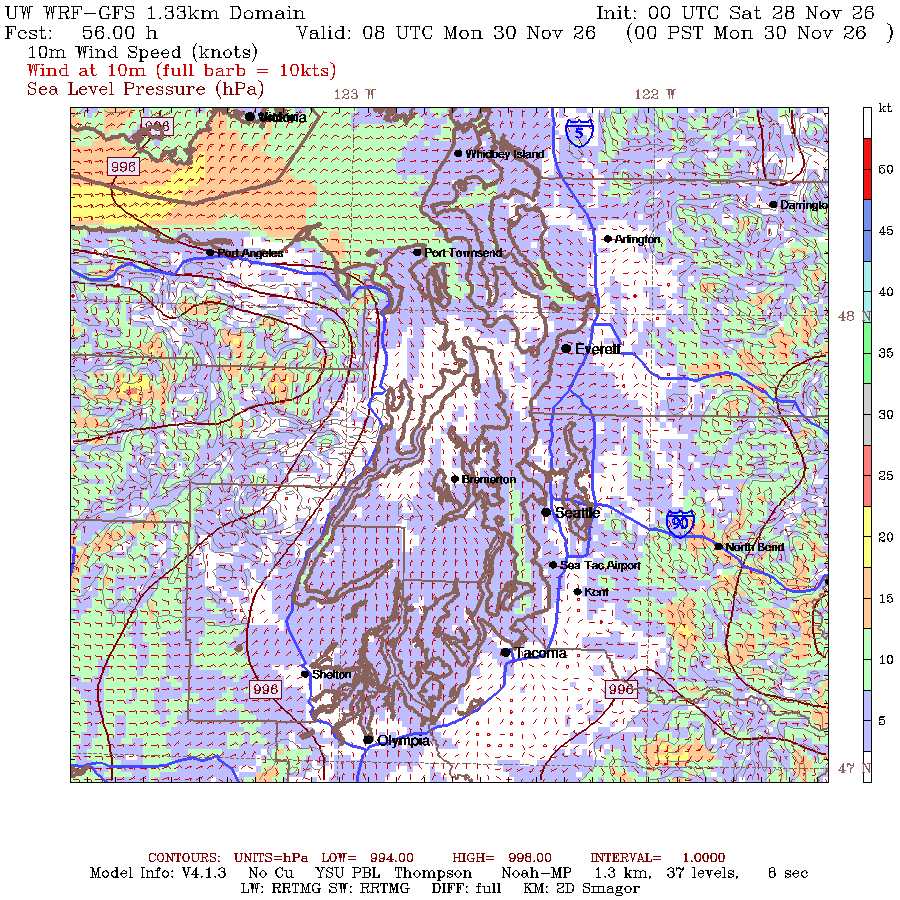 UW WRF-GFS 1.33km Domain Init: 00 UTC Sat 28 Nov 26
Fcst: 56.00 h Valid: 08 UTC Mon 30 Nov 26 (00 PST Mon 30 Nov 26 )
10m Wind Speed (knots)
Wind at 10m (full barb = 10kts)
Sea Level Pressure (hPa)
123 W 122 W
kt
Victoria
996
5
Whidbey Island
996
60
Darringto
45
Arlington
Port Angeles
Port Townsend
40
48 N
Everett
35
30
25
Bremerton
Seattle
90
20
North Bend
Sea Tac Airport
Kent
15
Tacoma
10
Shelton
996
996
5
Olympia
47 N
CONTOURS: UNITS=hPa LOW= 994.00 HIGH= 998.00 INTERVAL= 1.0000
Model Info: V4.1.3 No Cu YSU PBL Thompson Noah-MP 1.3 km, 37 levels, 8 sec
LW: RRTMG SW: RRTMG DIFF: full KM: 2D Smagor